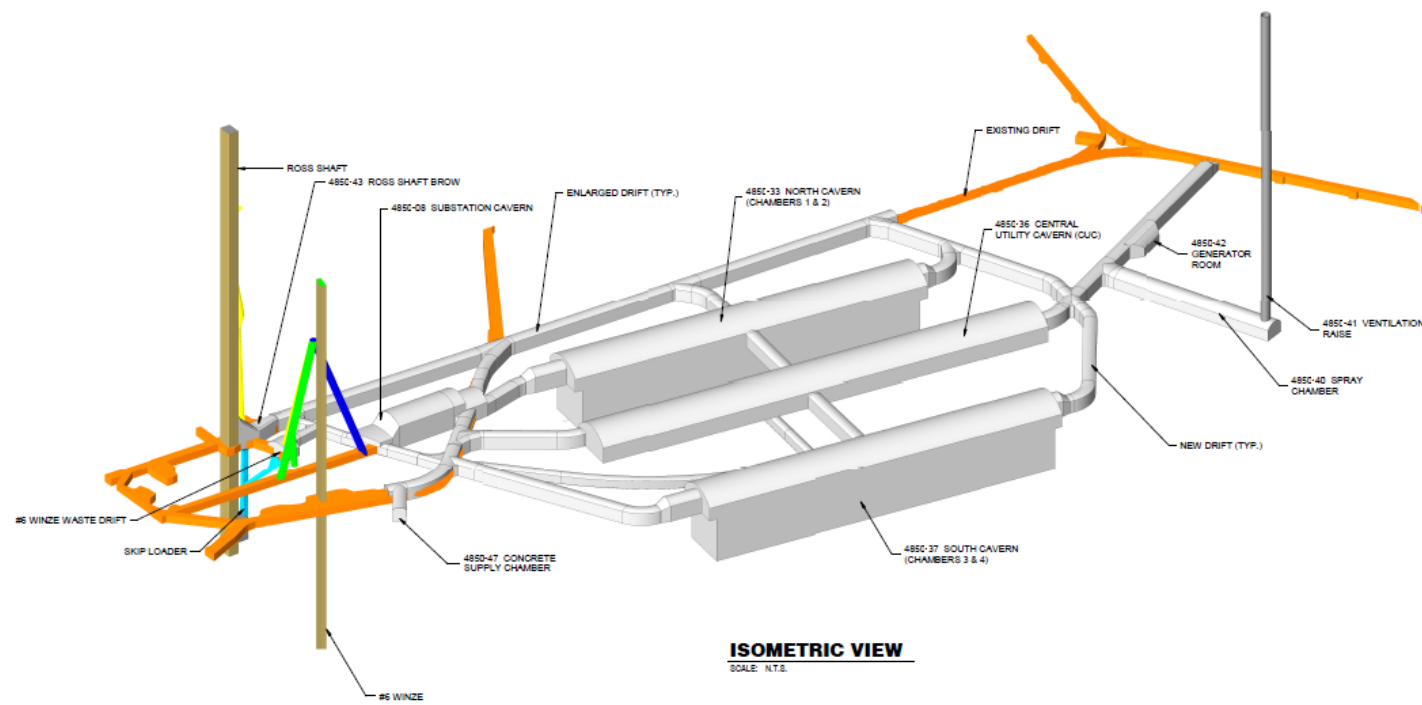 EXISTING DRIFT
ROSS SHAFT
4850-43 ROSS SHAFT BROW
ENLARGED DRIFT (TYP.)
4850-33 NORTH CAVERN
(CHAMBERS 1 & 2)
4850-08 SUBSTATION CAVERN
4850-36 CENTRAL
UTILITY CAVERN (CUC)
4850-42
GENERATOR
ROOM
4850-41 VENTILATION
RAISE
4850-40 SPRAY
CHAMBER
NEW DRIFT (TYP.)
#6 WINZE WASTE DRIFT
SKIP LOADER
4850-47 CONCRETE
SUPPLY CHAMBER
4850-37 SOUTH CAVERN
(CHAMBERS 3 & 4)
ISOMETRIC VIEW
SCALE: N.T.S.
#6 WINZE